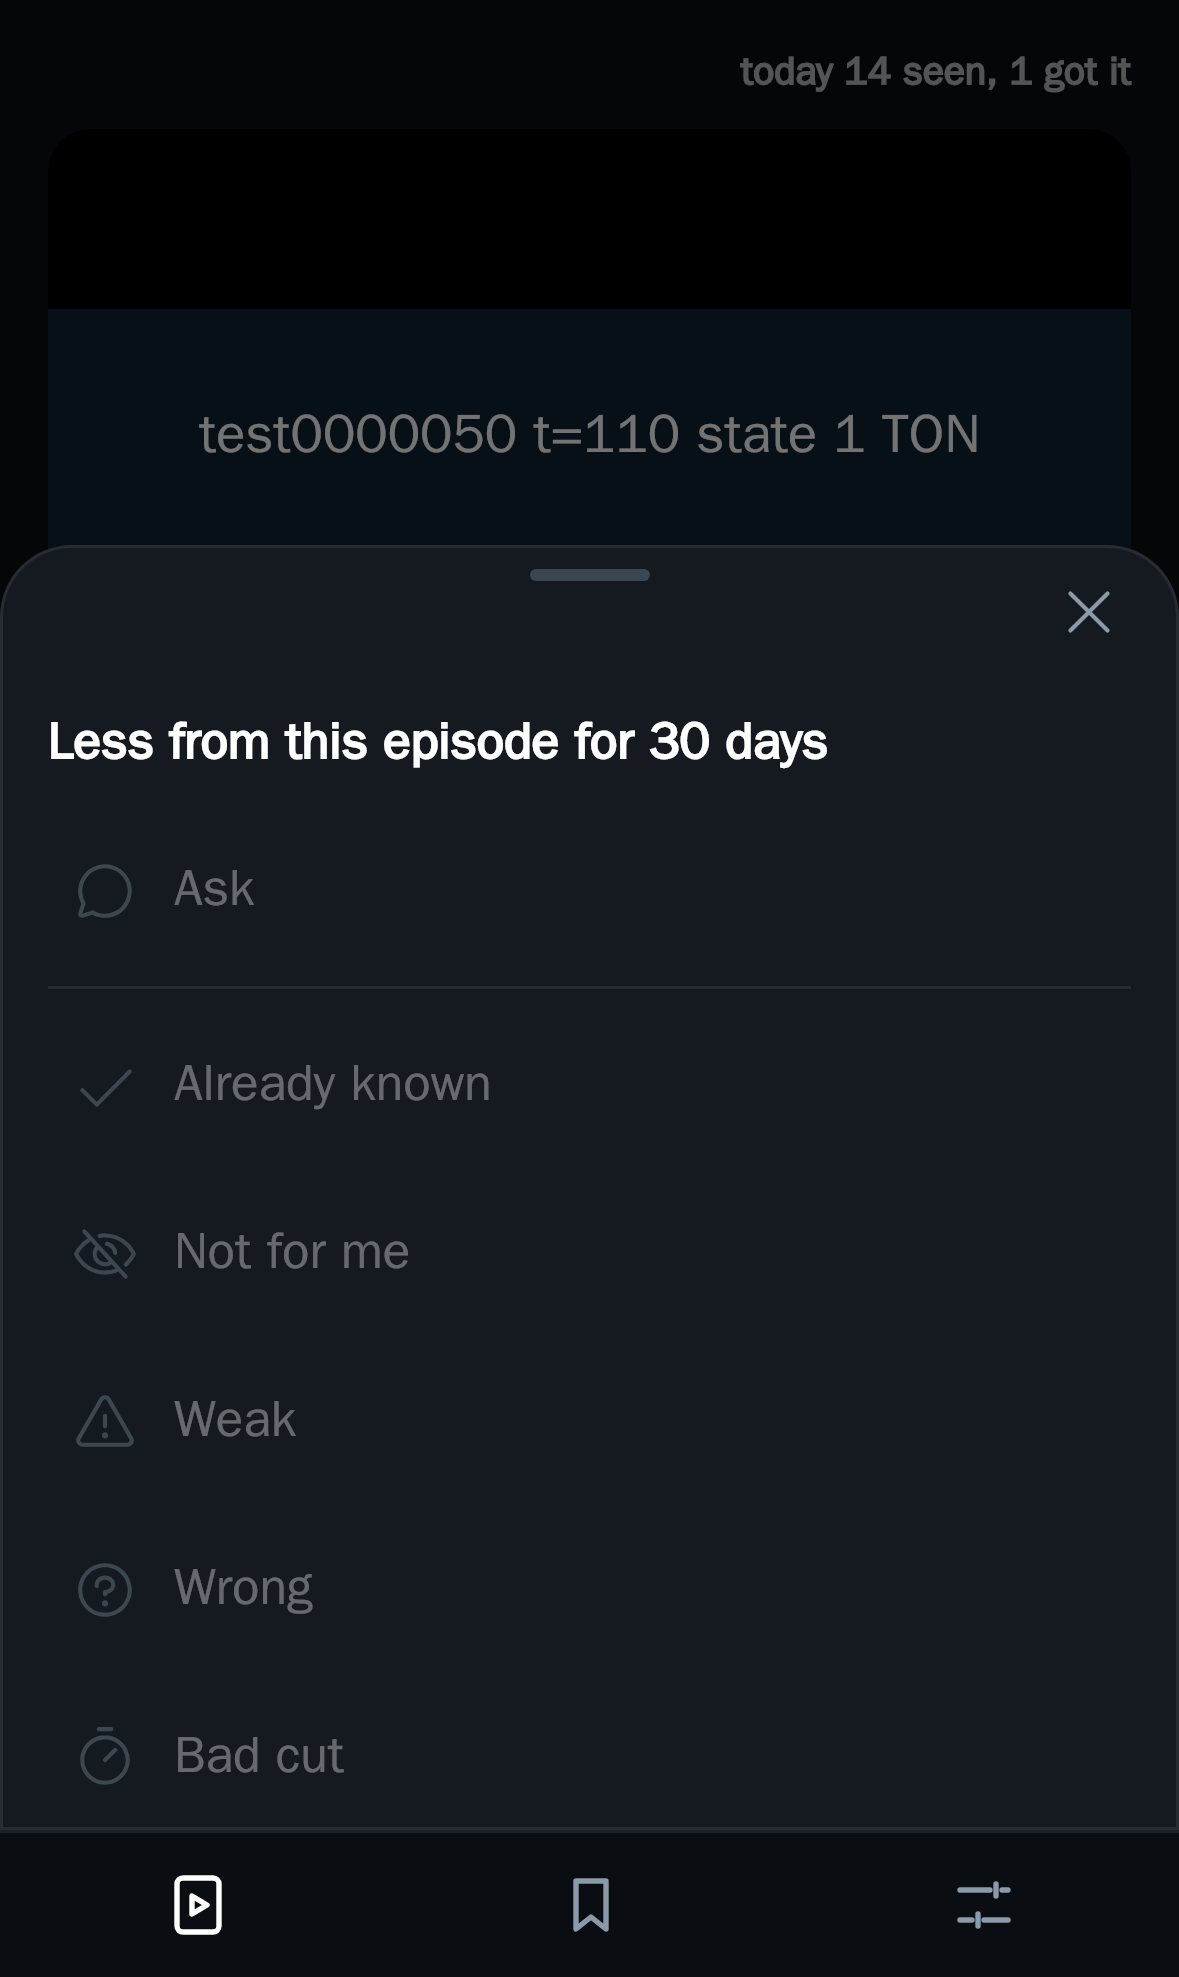 today 14 seen, 1 got it
test0000050 t=110 state 1 TON
Less from this episode for 30 days
Ask
Already known
Not for me
Weak
Wrong
Bad cut